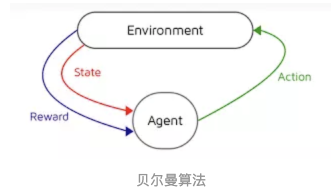 Environment
State
Action
Reward
Agent
贝尔曼算法